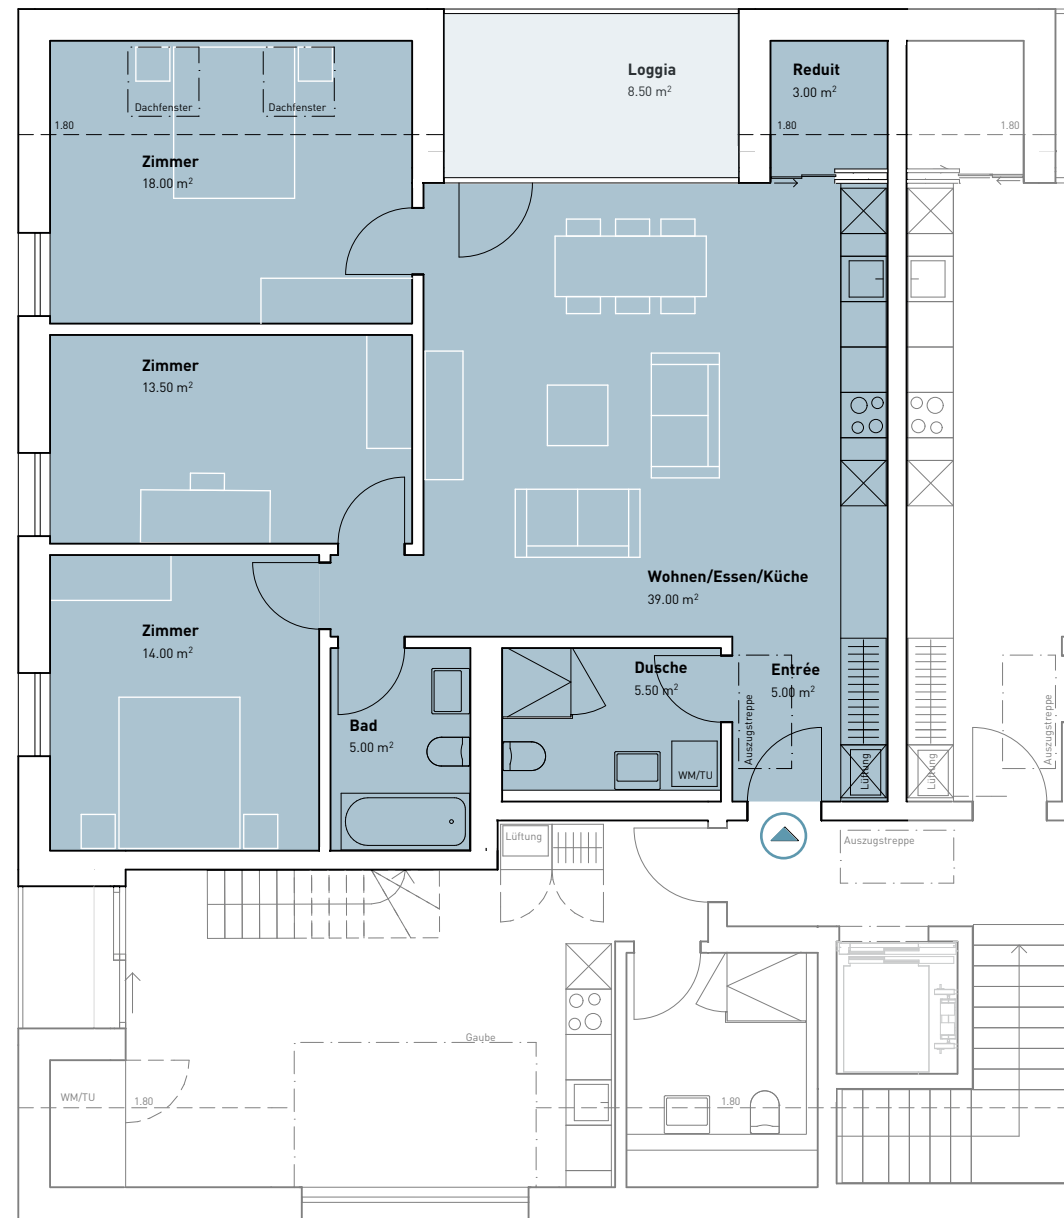 Loggia
8.50 m²
Reduit
3.00 m²
Dachfenster
Dachfenster
1.80
1.80
1.80
Zimmer
18.00 m²
Zimmer
13.50 m²
Wohnen/Essen/Küche
39.00 m²
Zimmer
14.00 m²
Dusche
5.50 m²
Entrée
5.00 m²
Auszugstreppe
Auszugstreppe
Bad
5.00 m²
WM/TU
Lüftung
Lüftung
Lüftung
Auszugstreppe
Gaube
WM/TU
1.80
1.80